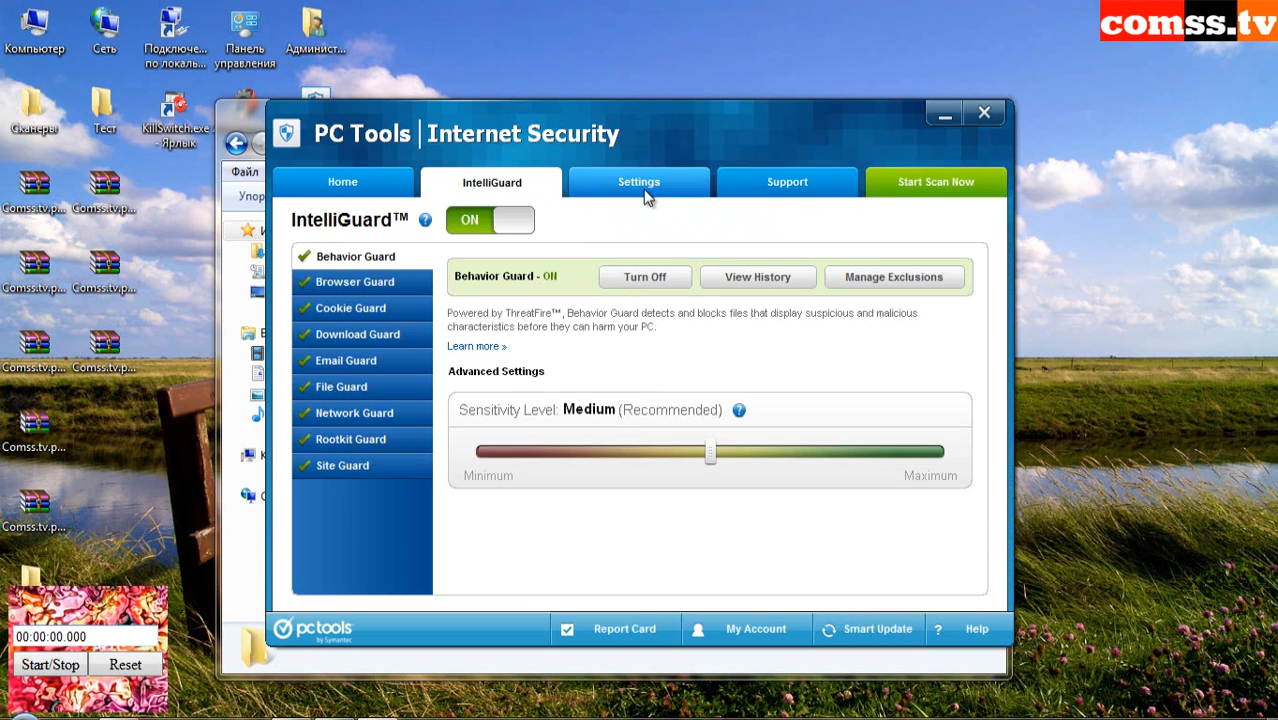 comss.tv
Компьютер
Сеть
Подключе...
по локаль...
Панель
управления
Админист...
Сканеры
Тест
KillSwitch.exe
- Ярлык
Comss.tv.p...
Comss.tv.p...
Comss.tv.p...
Comss.tv.p...
Comss.tv.p...
Comss.tv.p...
Comss.tv.p...
Comss.tv.p...
Файл
Упор
PC Tools | Internet Security
Home
IntelliGuard
Settings
Support
Start Scan Now
IntelliGuard™ ?
ON
Behavior Guard
Browser Guard
Cookie Guard
Download Guard
Email Guard
File Guard
Network Guard
Rootkit Guard
Site Guard
Behavior Guard - ON
Turn Off
View History
Manage Exclusions
Powered by ThreatFire™, Behavior Guard detects and blocks files that display suspicious and malicious
characteristics before they can harm your PC.
Learn more »
Advanced Settings
Sensitivity Level: Medium (Recommended) ?
Minimum
Maximum
pctools
by Symantec
Report Card
My Account
Smart Update
? Help
00:00:00.000
Start/Stop
Reset